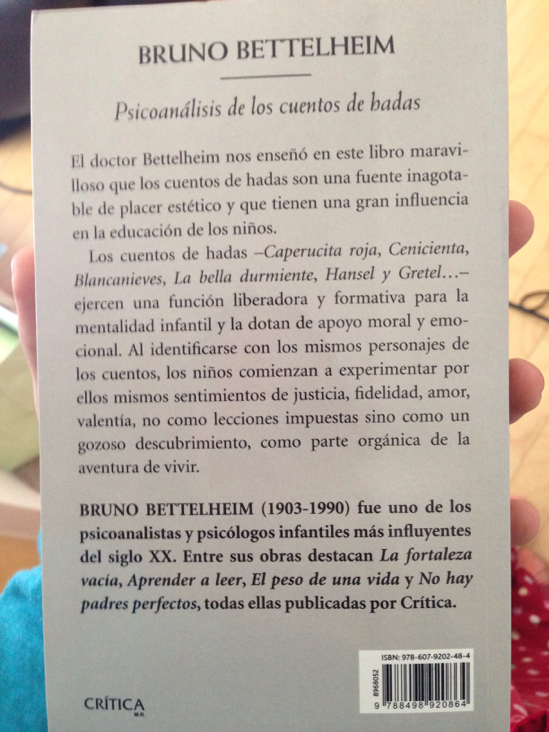 BRUNO BETTELHEIM
Psicoanálisis de los cuentos de hadas
El doctor Bettelheim nos enseñó en este libro maravi-
lloso que los cuentos de hadas son una fuente inagota-
ble de placer estético y que tienen una gran influencia
en la educación de los niños.
Los cuentos de hadas –Caperucita roja, Cenicienta,
Blancanieves, La bella durmiente, Hansel y Gretel…–
ejercen una función liberadora y formativa para la
mentalidad infantil y la dotan de apoyo moral y emo-
cional. Al identificarse con los mismos personajes de
los cuentos, los niños comienzan a experimentar por
ellos mismos sentimientos de justicia, fidelidad, amor,
valentía, no como lecciones impuestas sino como un
gozoso descubrimiento, como parte orgánica de la
aventura de vivir.
BRUNO BETTELHEIM (1903-1990) fue uno de los
psicoanalistas y psicólogos infantiles más influyentes
del siglo XX. Entre sus obras destacan La fortaleza
vacía, Aprender a leer, El peso de una vida y No hay
padres perfectos, todas ellas publicadas por Crítica.
ISBN: 978-607-9202-48-4
8968052
9 788498 920864
CRÍTICA
M.R.